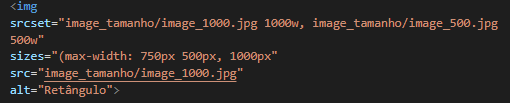 <img
srcset="image_tamanho/image_1000.jpg 1000w, image_tamanho/image_500.jpg
500w"
sizes="(max-width: 750px 500px, 1000px"
src="image_tamanho/image_1000.jpg"
alt="Retângulo">